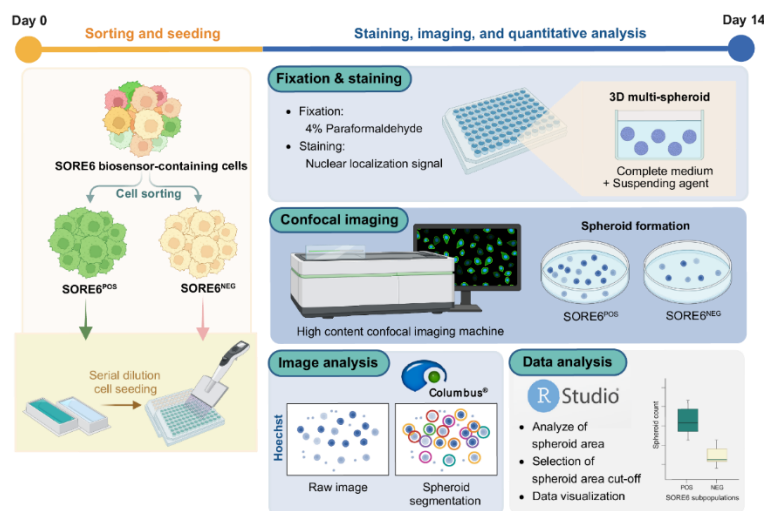 Day 0
Day 14
Sorting and seeding
Staining, imaging, and quantitative analysis
SORE6 biosensor-containing cells
Cell sorting
SORE6POS
SORE6NEG
Serial dilution
cell seeding
Fixation & staining
• Fixation:
4% Paraformaldehyde
• Staining:
Nuclear localization signal
3D multi-spheroid
Complete medium
+ Suspending agent
Confocal imaging
High content confocal imaging machine
Spheroid formation
SORE6POS
SORE6NEG
Image analysis
Columbus®
Hoechst
Raw image
Spheroid
segmentation
Data analysis
R Studio®
• Analyze of
spheroid area
• Selection of
spheroid area cut-off
• Data visualization
Spheroid count
POS
NEG
SORE6 subpopulations